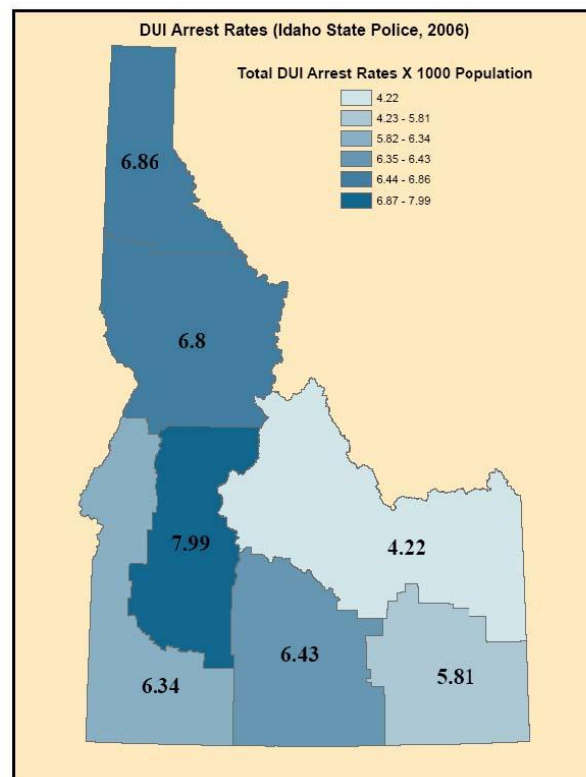 DUI Arrest Rates (Idaho State Police, 2006)
Total DUI Arrest Rates X 1000 Population
4.22
4.23 - 5.81
5.82 - 6.34
6.35 - 6.43
6.44 - 6.86
6.87 - 7.99
6.86
6.8
7.99
4.22
6.43
5.81
6.34